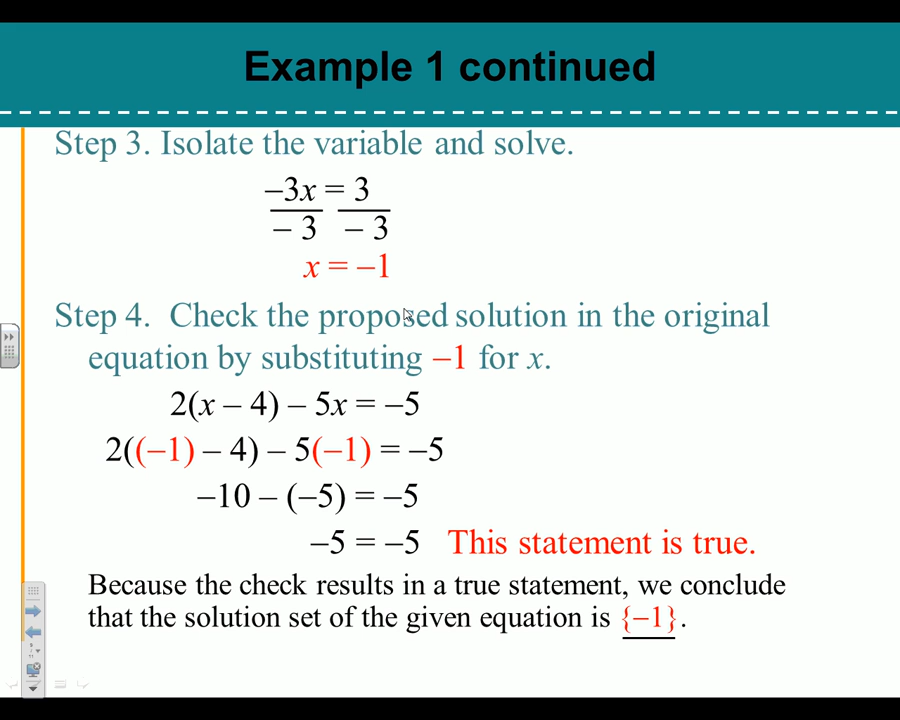 Example 1 continued
Step 3. Isolate the variable and solve.
–3x = 3
– 3 – 3
x = –1
Step 4. Check the proposed solution in the original
equation by substituting –1 for x.
2(x – 4) – 5x = –5
2((–1) – 4) – 5(–1) = –5
–10 – (–5) = –5
–5 = –5 This statement is true.
Because the check results in a true statement, we conclude
that the solution set of the given equation is {–1}.